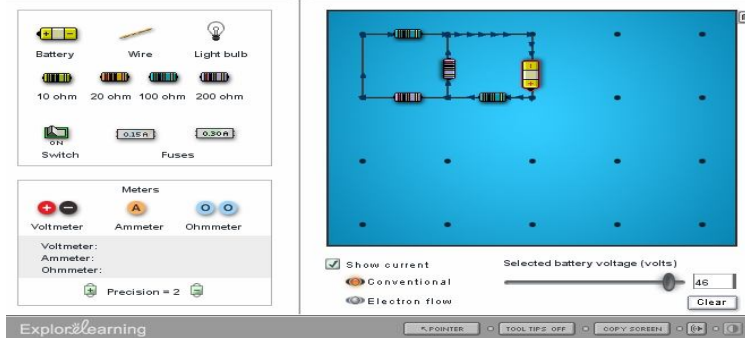 Battery Wire Light bulb
10 ohm 20 ohm 100 ohm 200 ohm
ON
0.15 A 0.30 A
Switch Fuses
Meters
A
Voltmeter Ammeter Ohmmeter
Voltmeter:
Ammeter:
Ohmmeter:
Precision = 2
Show current
Conventional
Electron flow
Selected battery voltage (volts)
46
Clear
ExploreLearning
POINTER TOOL TIPS OFF COPY SCREEN